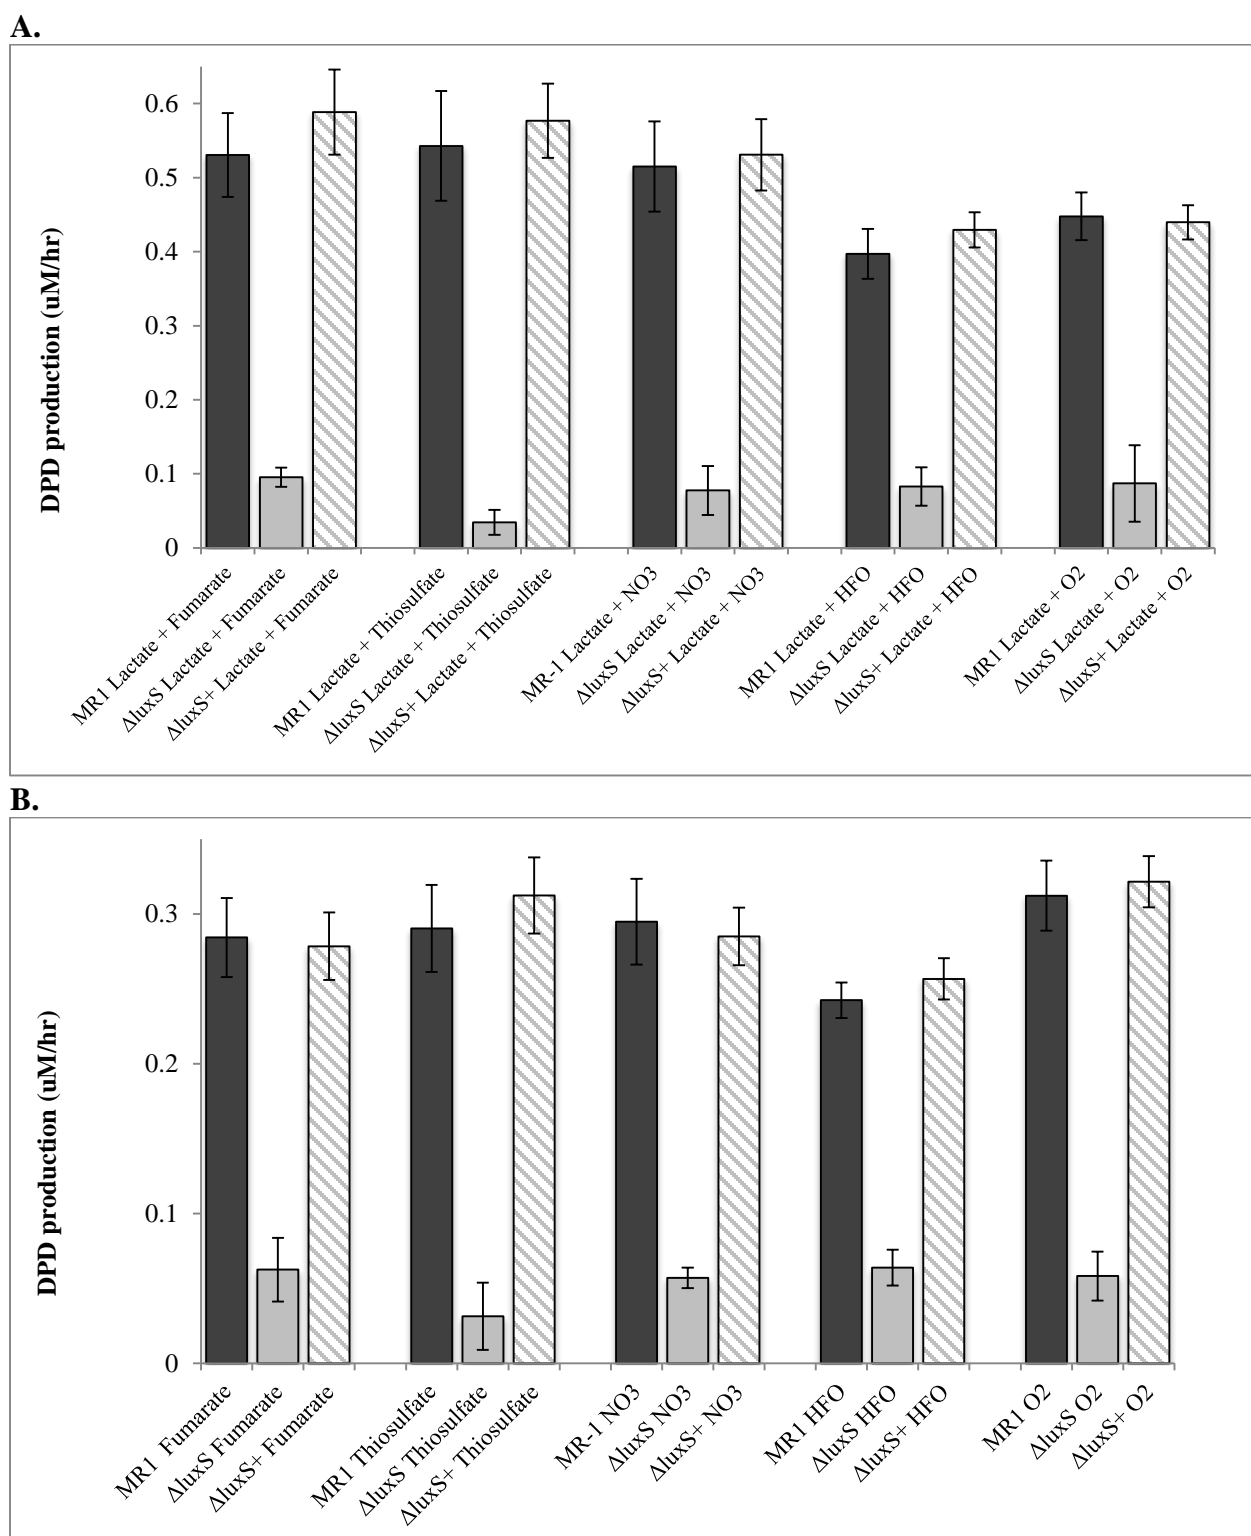 A.
DPD production (uM/hr)
0.6
0.5
0.4
0.3
0.2
0.1
0
MR1 Lactate + Fumarate
ΔluxS Lactate + Fumarate
ΔluxS+ Lactate + Fumarate
MR1 Lactate + Thiosulfate
ΔluxS Lactate + Thiosulfate
ΔluxS+ Lactate + Thiosulfate
MR-1 Lactate + NO3
ΔluxS Lactate + NO3
ΔluxS+ Lactate + NO3
MR1 Lactate + HFO
ΔluxS Lactate + HFO
ΔluxS+ Lactate + HFO
MR1 Lactate + O2
ΔluxS Lactate + O2
ΔluxS+ Lactate + O2
B.
DPD production (uM/hr)
0.3
0.2
0.1
0
MR1 Fumarate
ΔluxS Fumarate
ΔluxS+ Fumarate
MR1 Thiosulfate
ΔluxS Thiosulfate
ΔluxS+ Thiosulfate
MR-1 NO3
ΔluxS NO3
ΔluxS+ NO3
MR1 HFO
ΔluxS HFO
ΔluxS+ HFO
MR1 O2
ΔluxS O2
ΔluxS+ O2